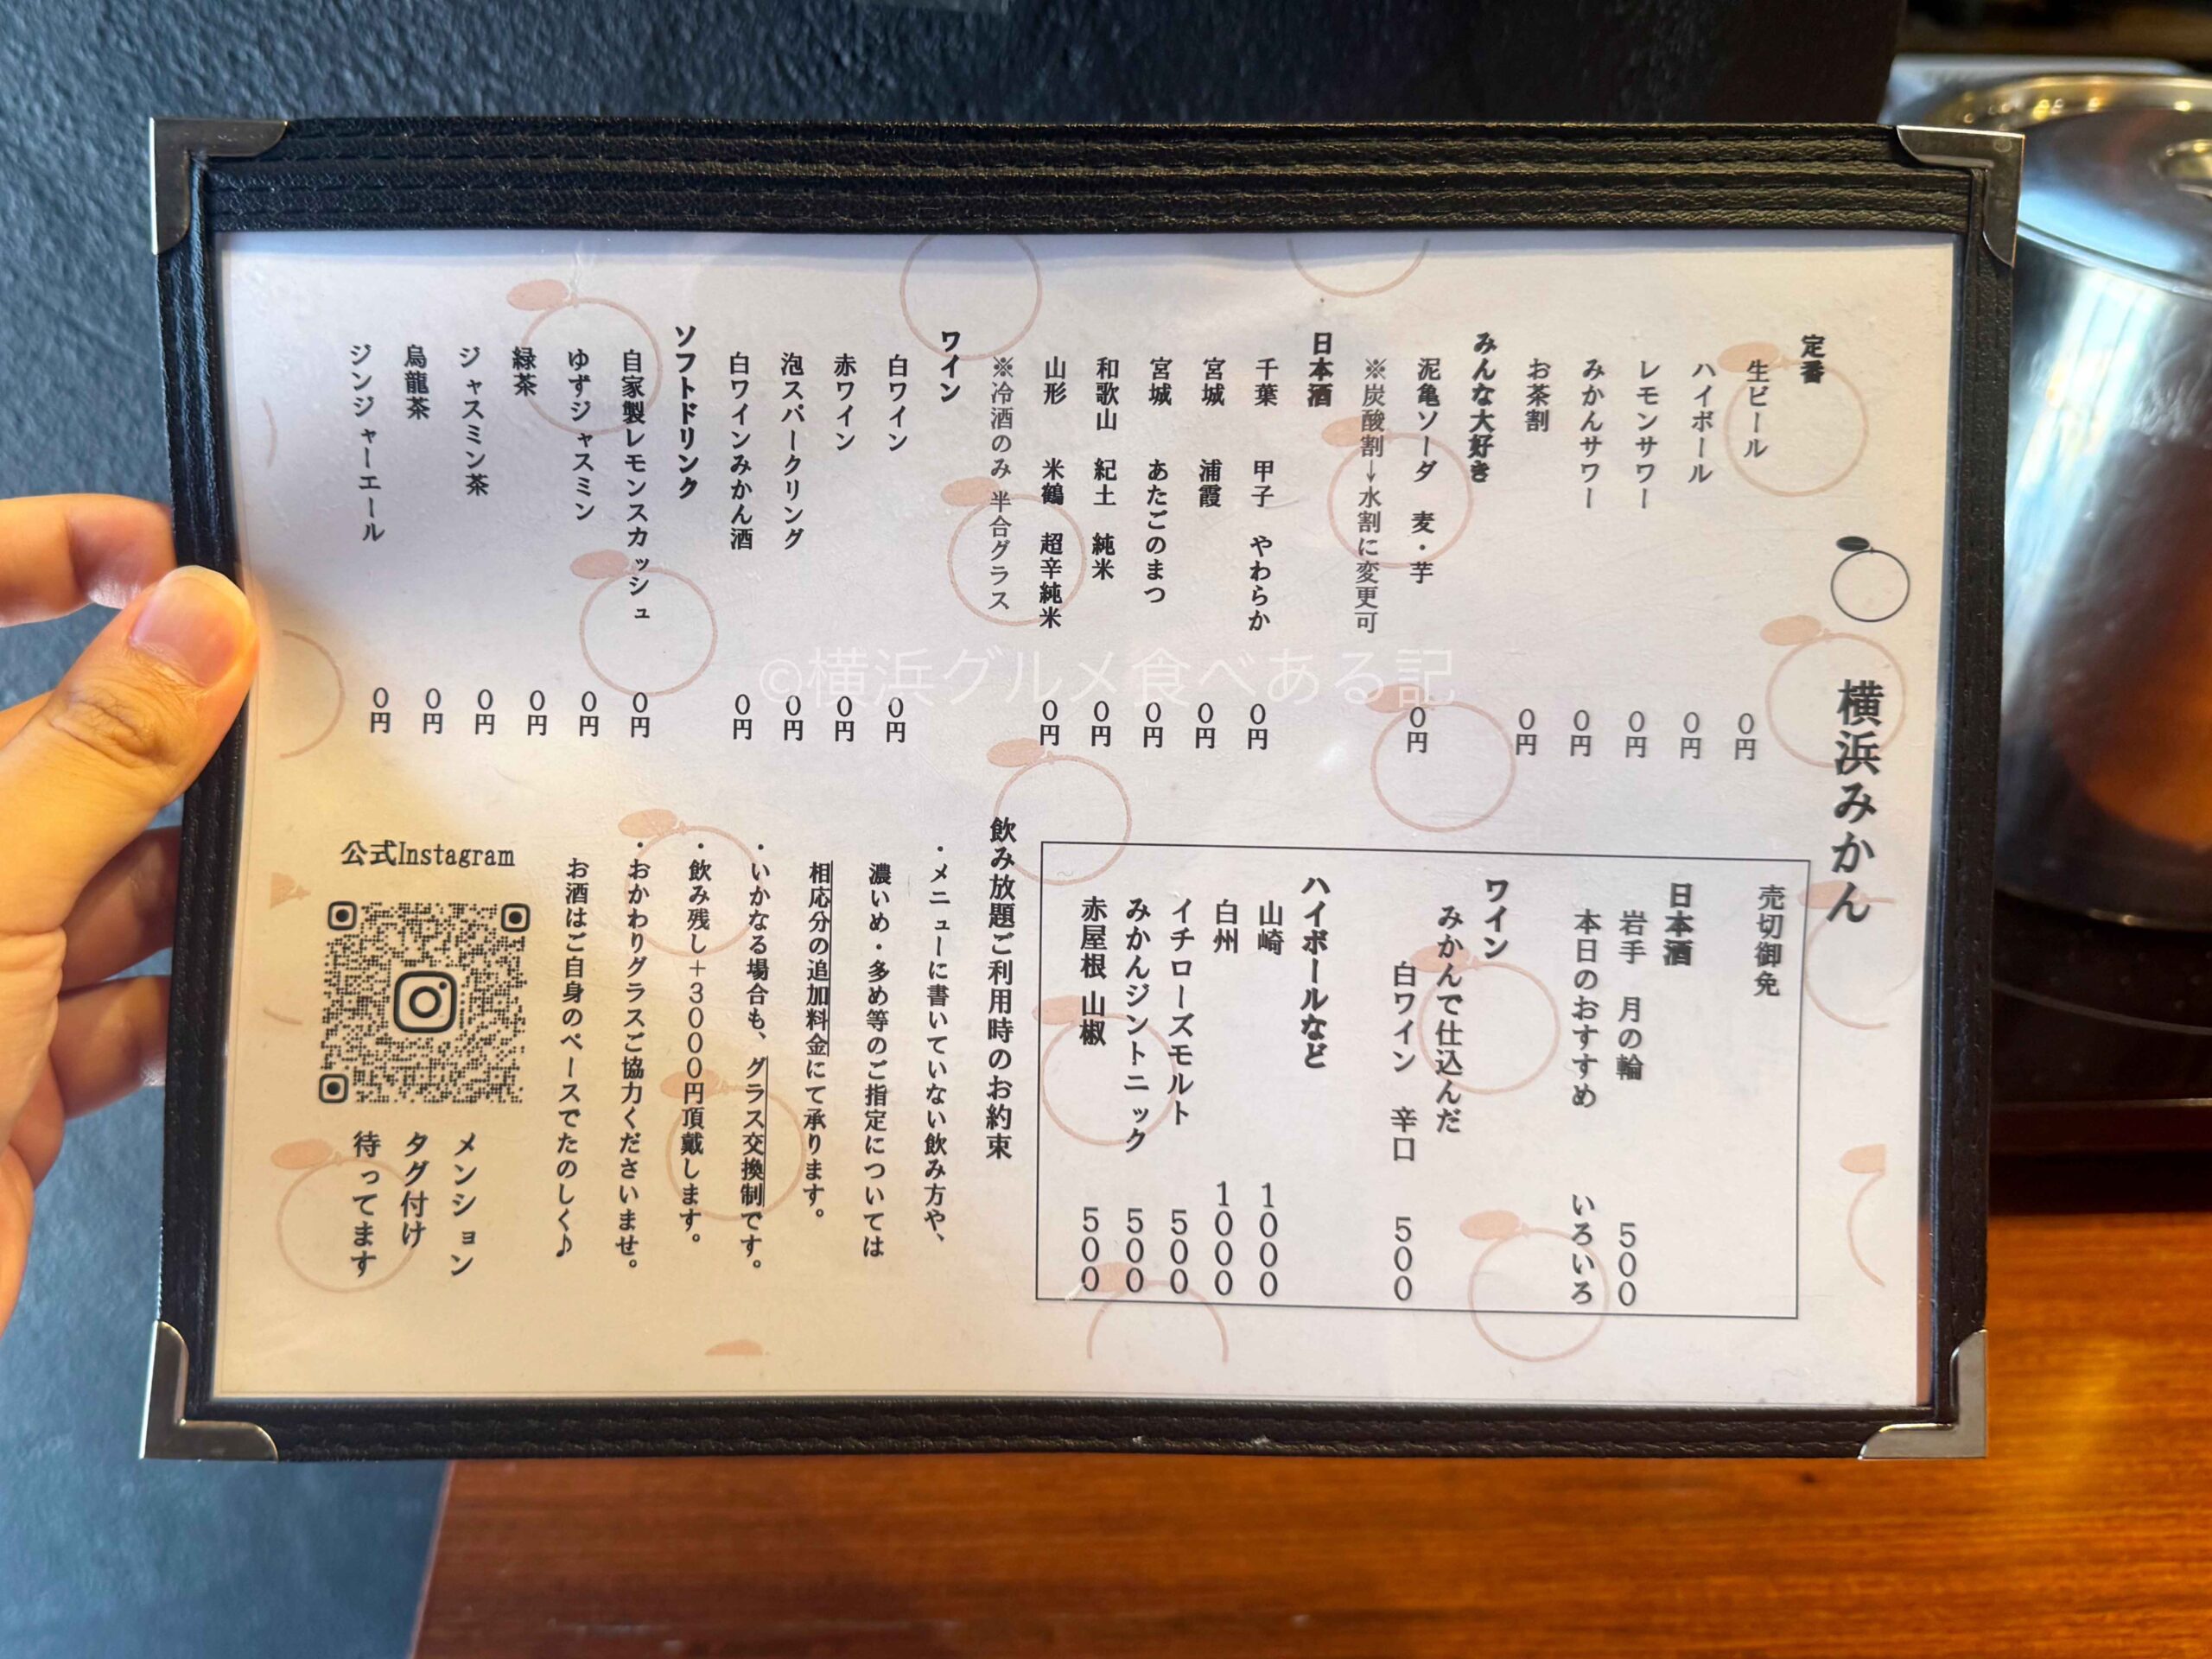 横浜みかん
定番
生ビール 0円
ハイボール 0円
レモンサワー 0円
みかんサワー 0円
お茶割 0円
みんな大好き
泥亀ソーダ 麦・芋 0円
※炭酸割→水割に変更可
日本酒
千葉 甲子 やわらか 0円
宮城 浦霞 0円
宮城 あたごのまつ 0円
和歌山 紀土 純米 0円
山形 米鶴 超辛純米 0円
※冷酒のみ 半合グラス
ワイン
白ワイン 0円
赤ワイン 0円
泡スパークリング 0円
白ワインみかん酒 0円
ソフトドリンク
自家製レモンスカッシュ 0円
ゆずジャスミン 0円
緑茶 0円
ジャスミン茶 0円
烏龍茶 0円
ジンジャーエール 0円
売切御免
日本酒
岩手 月の輪 500
本日のおすすめ いろいろ
ワイン
みかんで仕込んだ
白ワイン 辛口 500
ハイボールなど
山崎 1000
白州 1000
イチローズモルト 500
みかんジントニック 500
赤屋根 山椒 500
飲み放題ご利用時のお約束
・メニューに書いていない飲み方や、
濃いめ・多め等のご指定については
相応分の追加料金にて承ります。
・いかなる場合も、グラス交換制です。
・飲み残し+3000円頂戴します。
・おかわりグラスご協力くださいませ。
お酒はご自身のペースでたのしく♪
公式Instagram
メンション
タグ付け
待ってます
©横浜グルメ食べある記